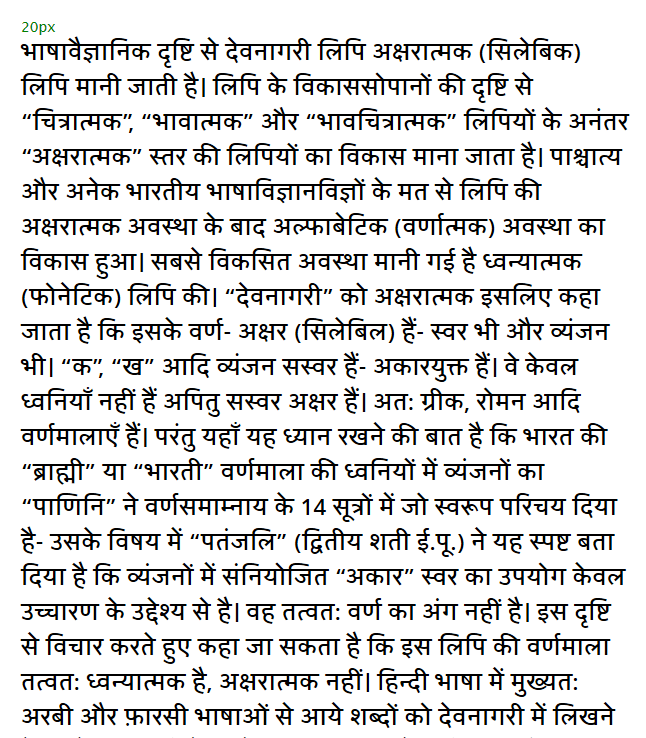 20px
भाषावैज्ञानिक दृष्टि से देवनागरी लिपि अक्षरात्मक (सिलेबिक)
लिपि मानी जाती है। लिपि के विकाससोपानों की दृष्टि से
“चित्रात्मक”, “भावात्मक” और “भावचित्रात्मक” लिपियों के अनंतर
“अक्षरात्मक” स्तर की लिपियों का विकास माना जाता है। पाश्चात्य
और अनेक भारतीय भाषाविज्ञानविज्ञों के मत से लिपि की
अक्षरात्मक अवस्था के बाद अल्फाबेटिक (वर्णात्मक) अवस्था का
विकास हुआ। सबसे विकसित अवस्था मानी गई है ध्वन्यात्मक
(फोनेटिक) लिपि की। “देवनागरी” को अक्षरात्मक इसलिए कहा
जाता है कि इसके वर्ण- अक्षर (सिलेबिल) हैं- स्वर भी और व्यंजन
भी। “क”, “ख” आदि व्यंजन सस्वर हैं- अकारयुक्त हैं। वे केवल
ध्वनियाँ नहीं हैं अपितु सस्वर अक्षर हैं। अत: ग्रीक, रोमन आदि
वर्णमालाएँ हैं। परंतु यहाँ यह ध्यान रखने की बात है कि भारत की
“ब्राह्मी” या “भारती” वर्णमाला की ध्वनियों में व्यंजनों का
“पाणिनि” ने वर्णसमाम्नाय के 14 सूत्रों में जो स्वरूप परिचय दिया
है- उसके विषय में “पतंजलि” (द्वितीय शती ई.पू.) ने यह स्पष्ट बता
दिया है कि व्यंजनों में संनियोजित “अकार” स्वर का उपयोग केवल
उच्चारण के उद्देश्य से है। वह तत्वत: वर्ण का अंग नहीं है। इस दृष्टि
से विचार करते हुए कहा जा सकता है कि इस लिपि की वर्णमाला
तत्वत: ध्वन्यात्मक है, अक्षरात्मक नहीं। हिन्दी भाषा में मुख्यत:
अरबी और फ़ारसी भाषाओं से आये शब्दों को देवनागरी में लिखने